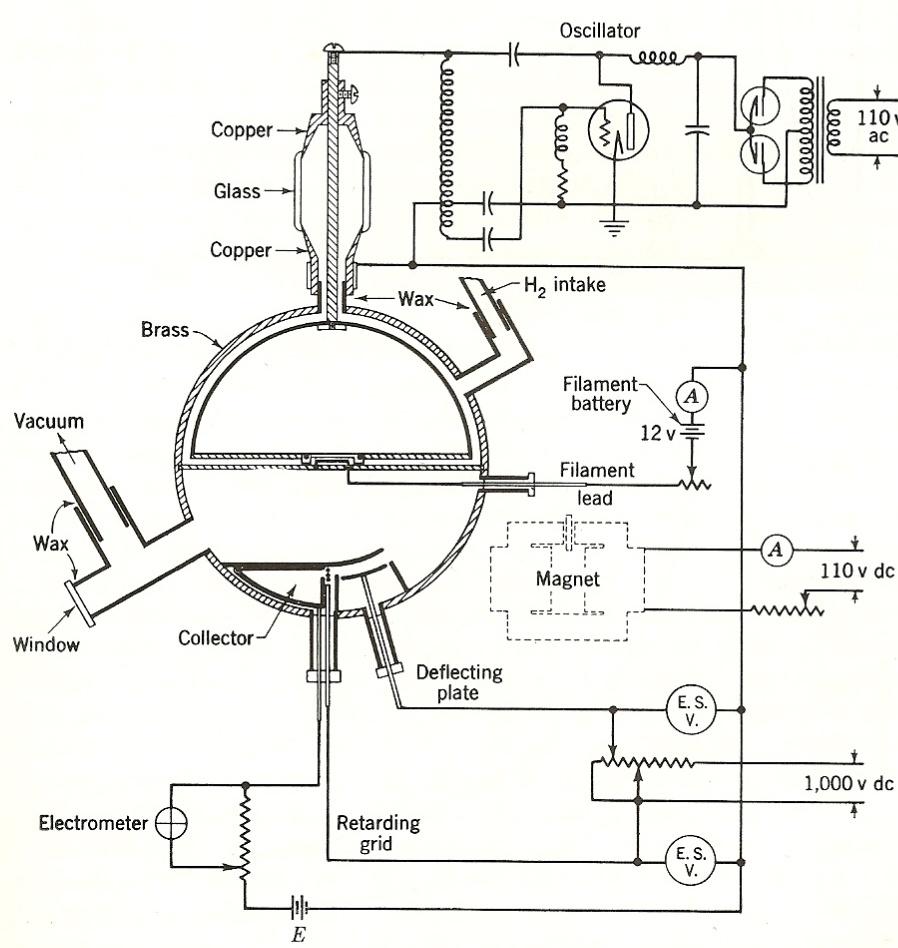 Oscillator
110 v
ac
Copper
Glass
Copper
Wax
H₂ intake
Brass
Filament
battery
A
12 v
Vacuum
Filament
lead
Wax
Magnet
A
110 v dc
Window
Collector
Deflecting
plate
E. S.
V.
1,000 v dc
Electrometer
Retarding
grid
E. S.
V.
E